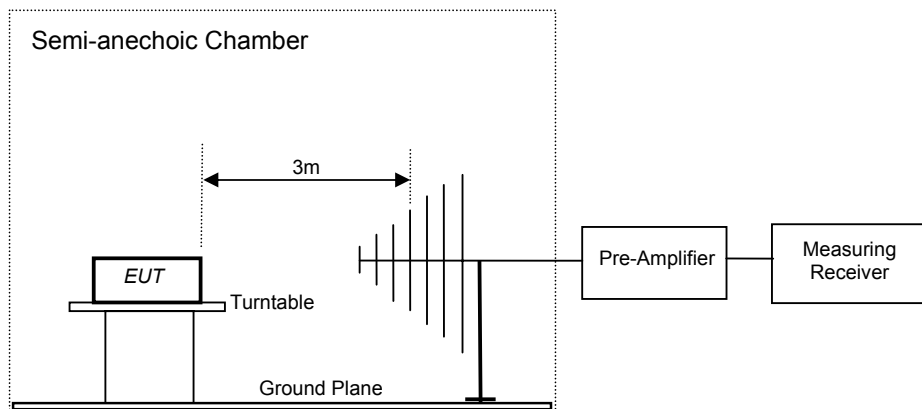 Semi-anechoic Chamber
3m
EUT
Turntable
Pre-Amplifier
Measuring
Receiver
Ground Plane